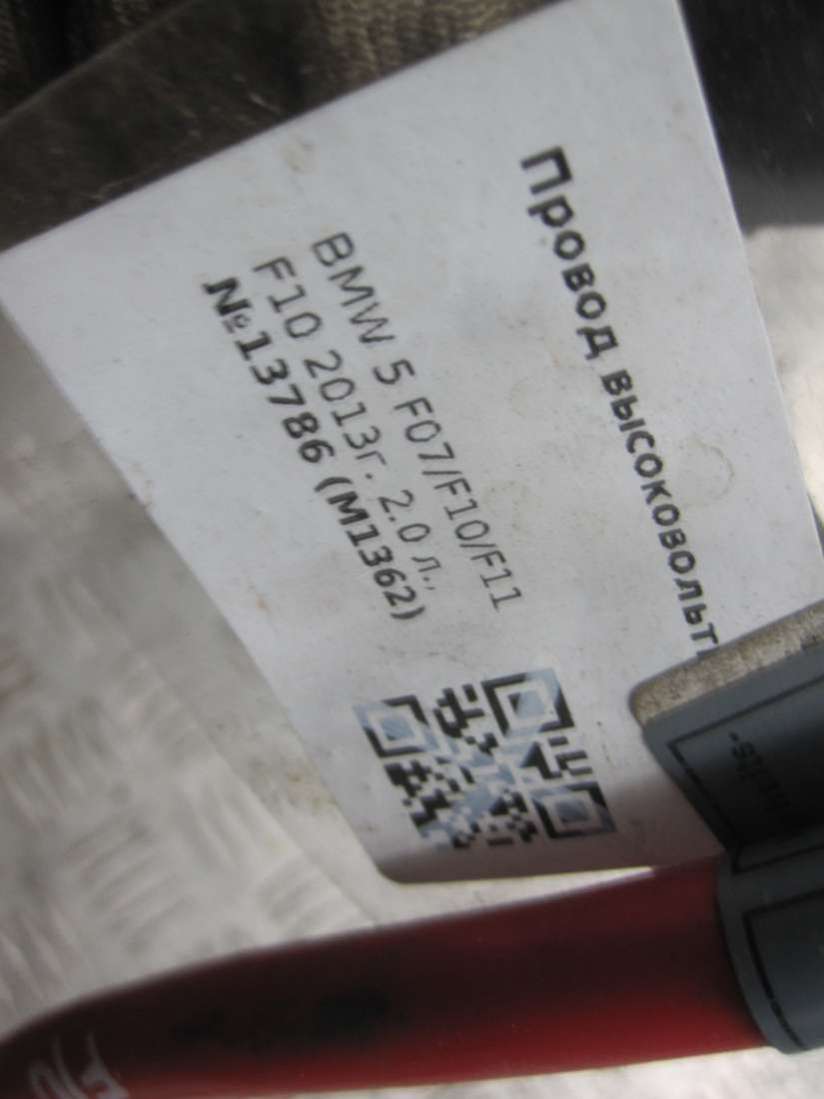 Провод высоковольт
BMW 5 F07/F10/F11
F10 2013г. 2.0 л.,
№13786 (M1362)